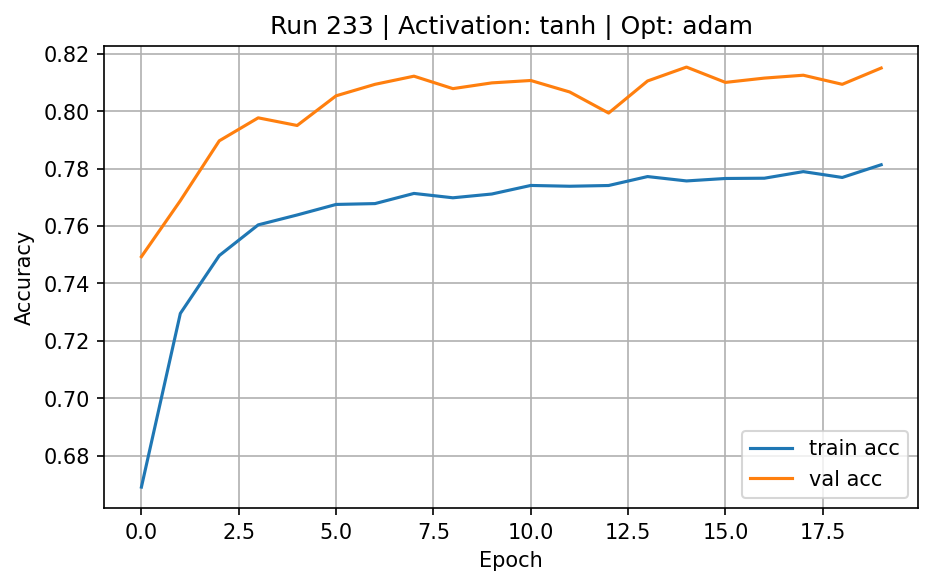 Run 233 | Activation: tanh | Opt: adam
0.82
0.80
0.78
0.76
0.74
0.72
0.70
0.68
Accuracy
train acc
val acc
0.0 2.5 5.0 7.5 10.0 12.5 15.0 17.5
Epoch